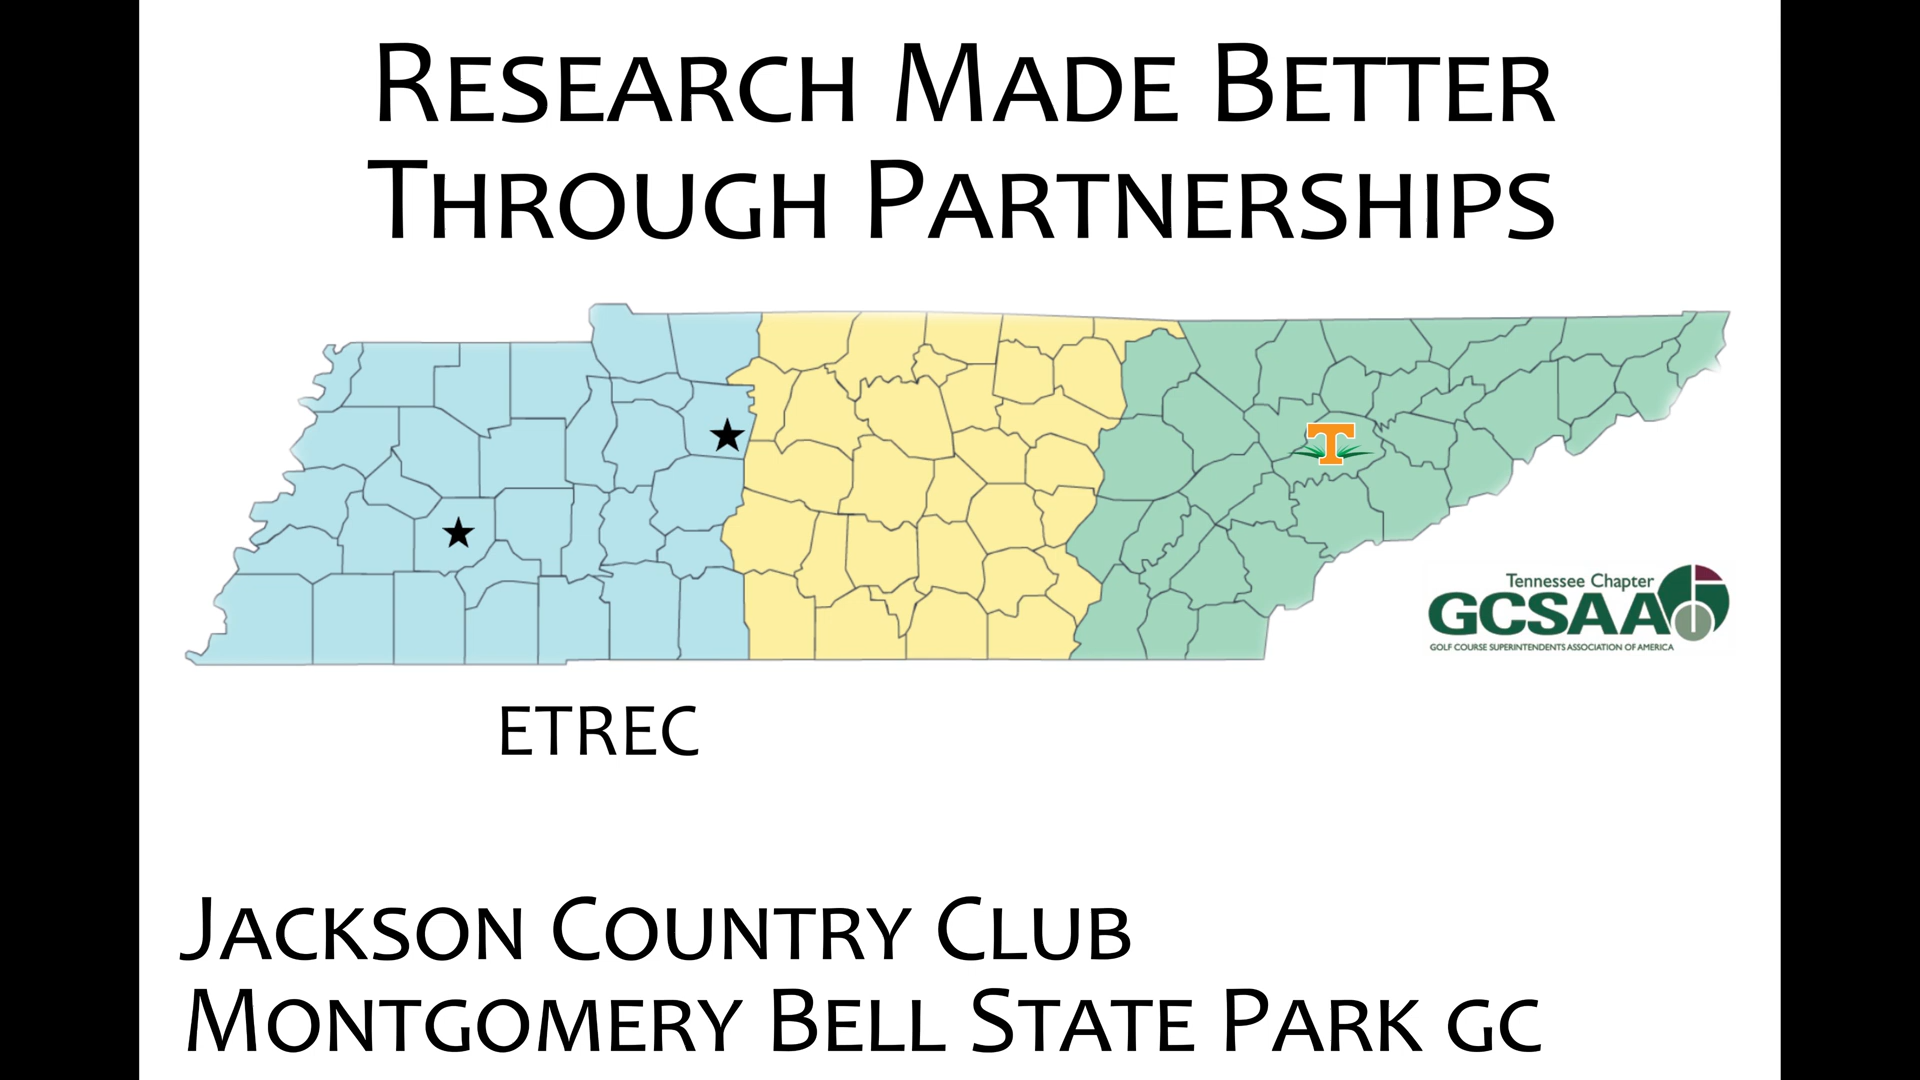 RESEARCH MADE BETTER
THROUGH PARTNERSHIPS
T
Tennessee Chapter
GCSAA
GOLF COURSE SUPERINTENDENTS ASSOCIATION OF AMERICA
ETREC
JACKSON COUNTRY CLUB
MONTGOMERY BELL STATE PARK GC